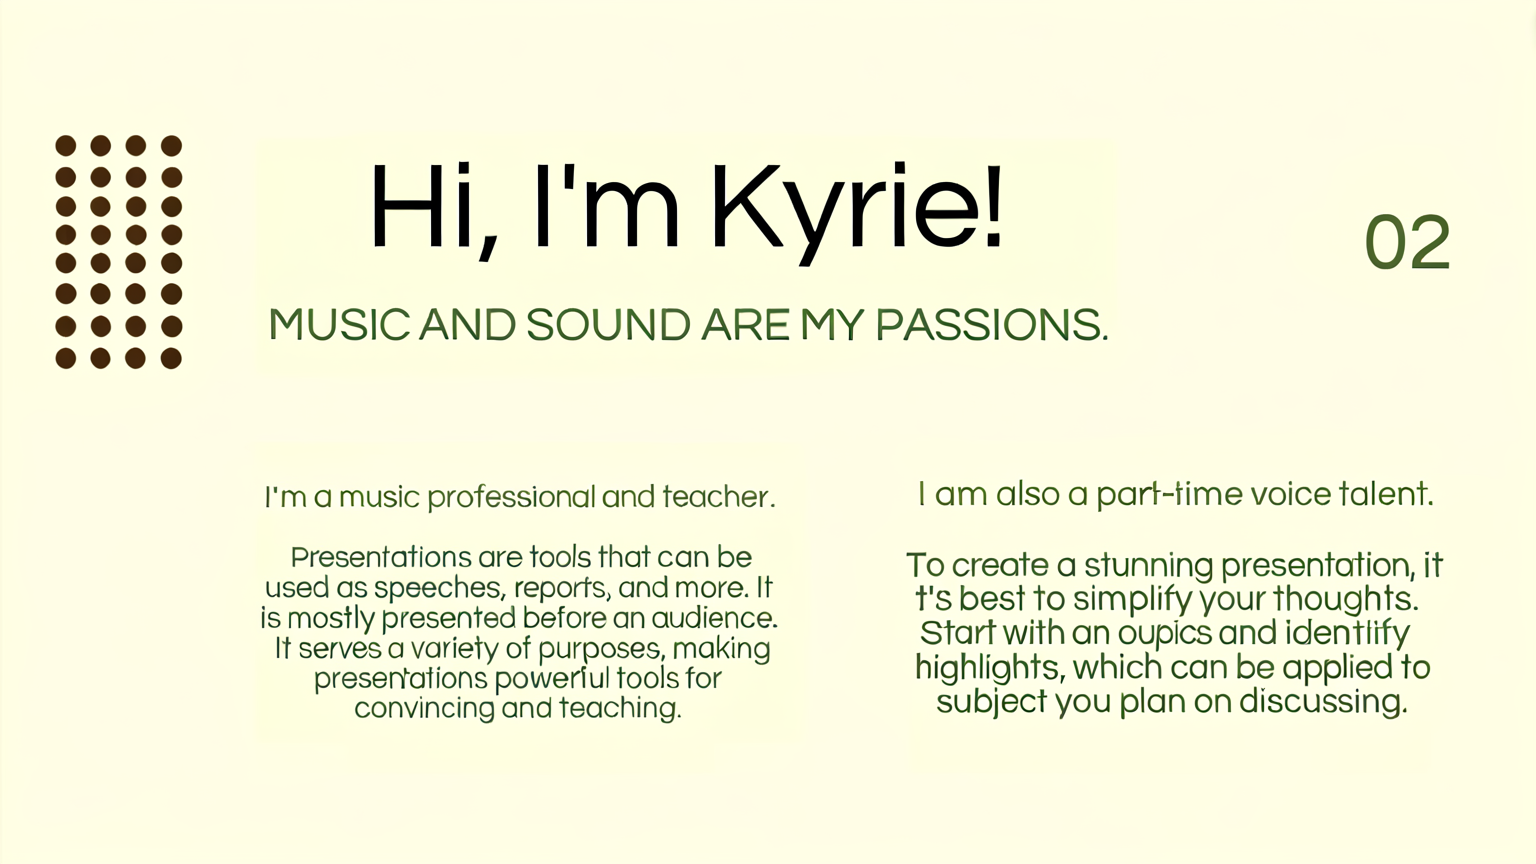 Hi, I'm Kyrie!
02
MUSIC AND SOUND ARE MY PASSIONS.
I'm a music professional and teacher.
Presentations are tools that can be
used as speeches, reports, and more. It
is mostly presented before an audience.
It serves a variety of purposes, making
presentations powerful tools for
convincing and teaching.
I am also a part-time voice talent.
To create a stunning presentation, it
t's best to simplify your thoughts.
Start with an oupics and identlify
highlights, which can be applied to
subject you plan on discussing.